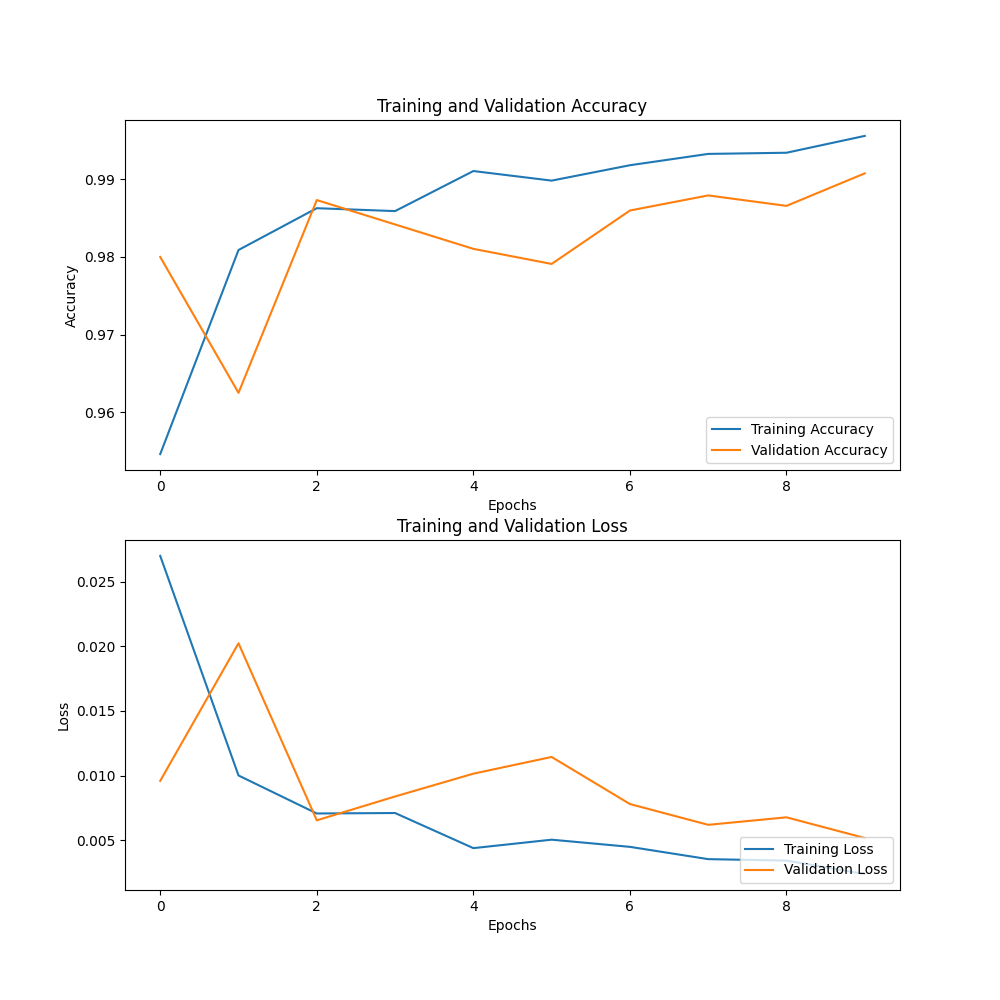 Training and Validation Accuracy
Accuracy
0.99
0.98
0.97
0.96
Training Accuracy
Validation Accuracy
0 2 4 6 8
Epochs
Training and Validation Loss
Loss
0.025
0.020
0.015
0.010
0.005
Training Loss
Validation Loss
0 2 4 6 8
Epochs